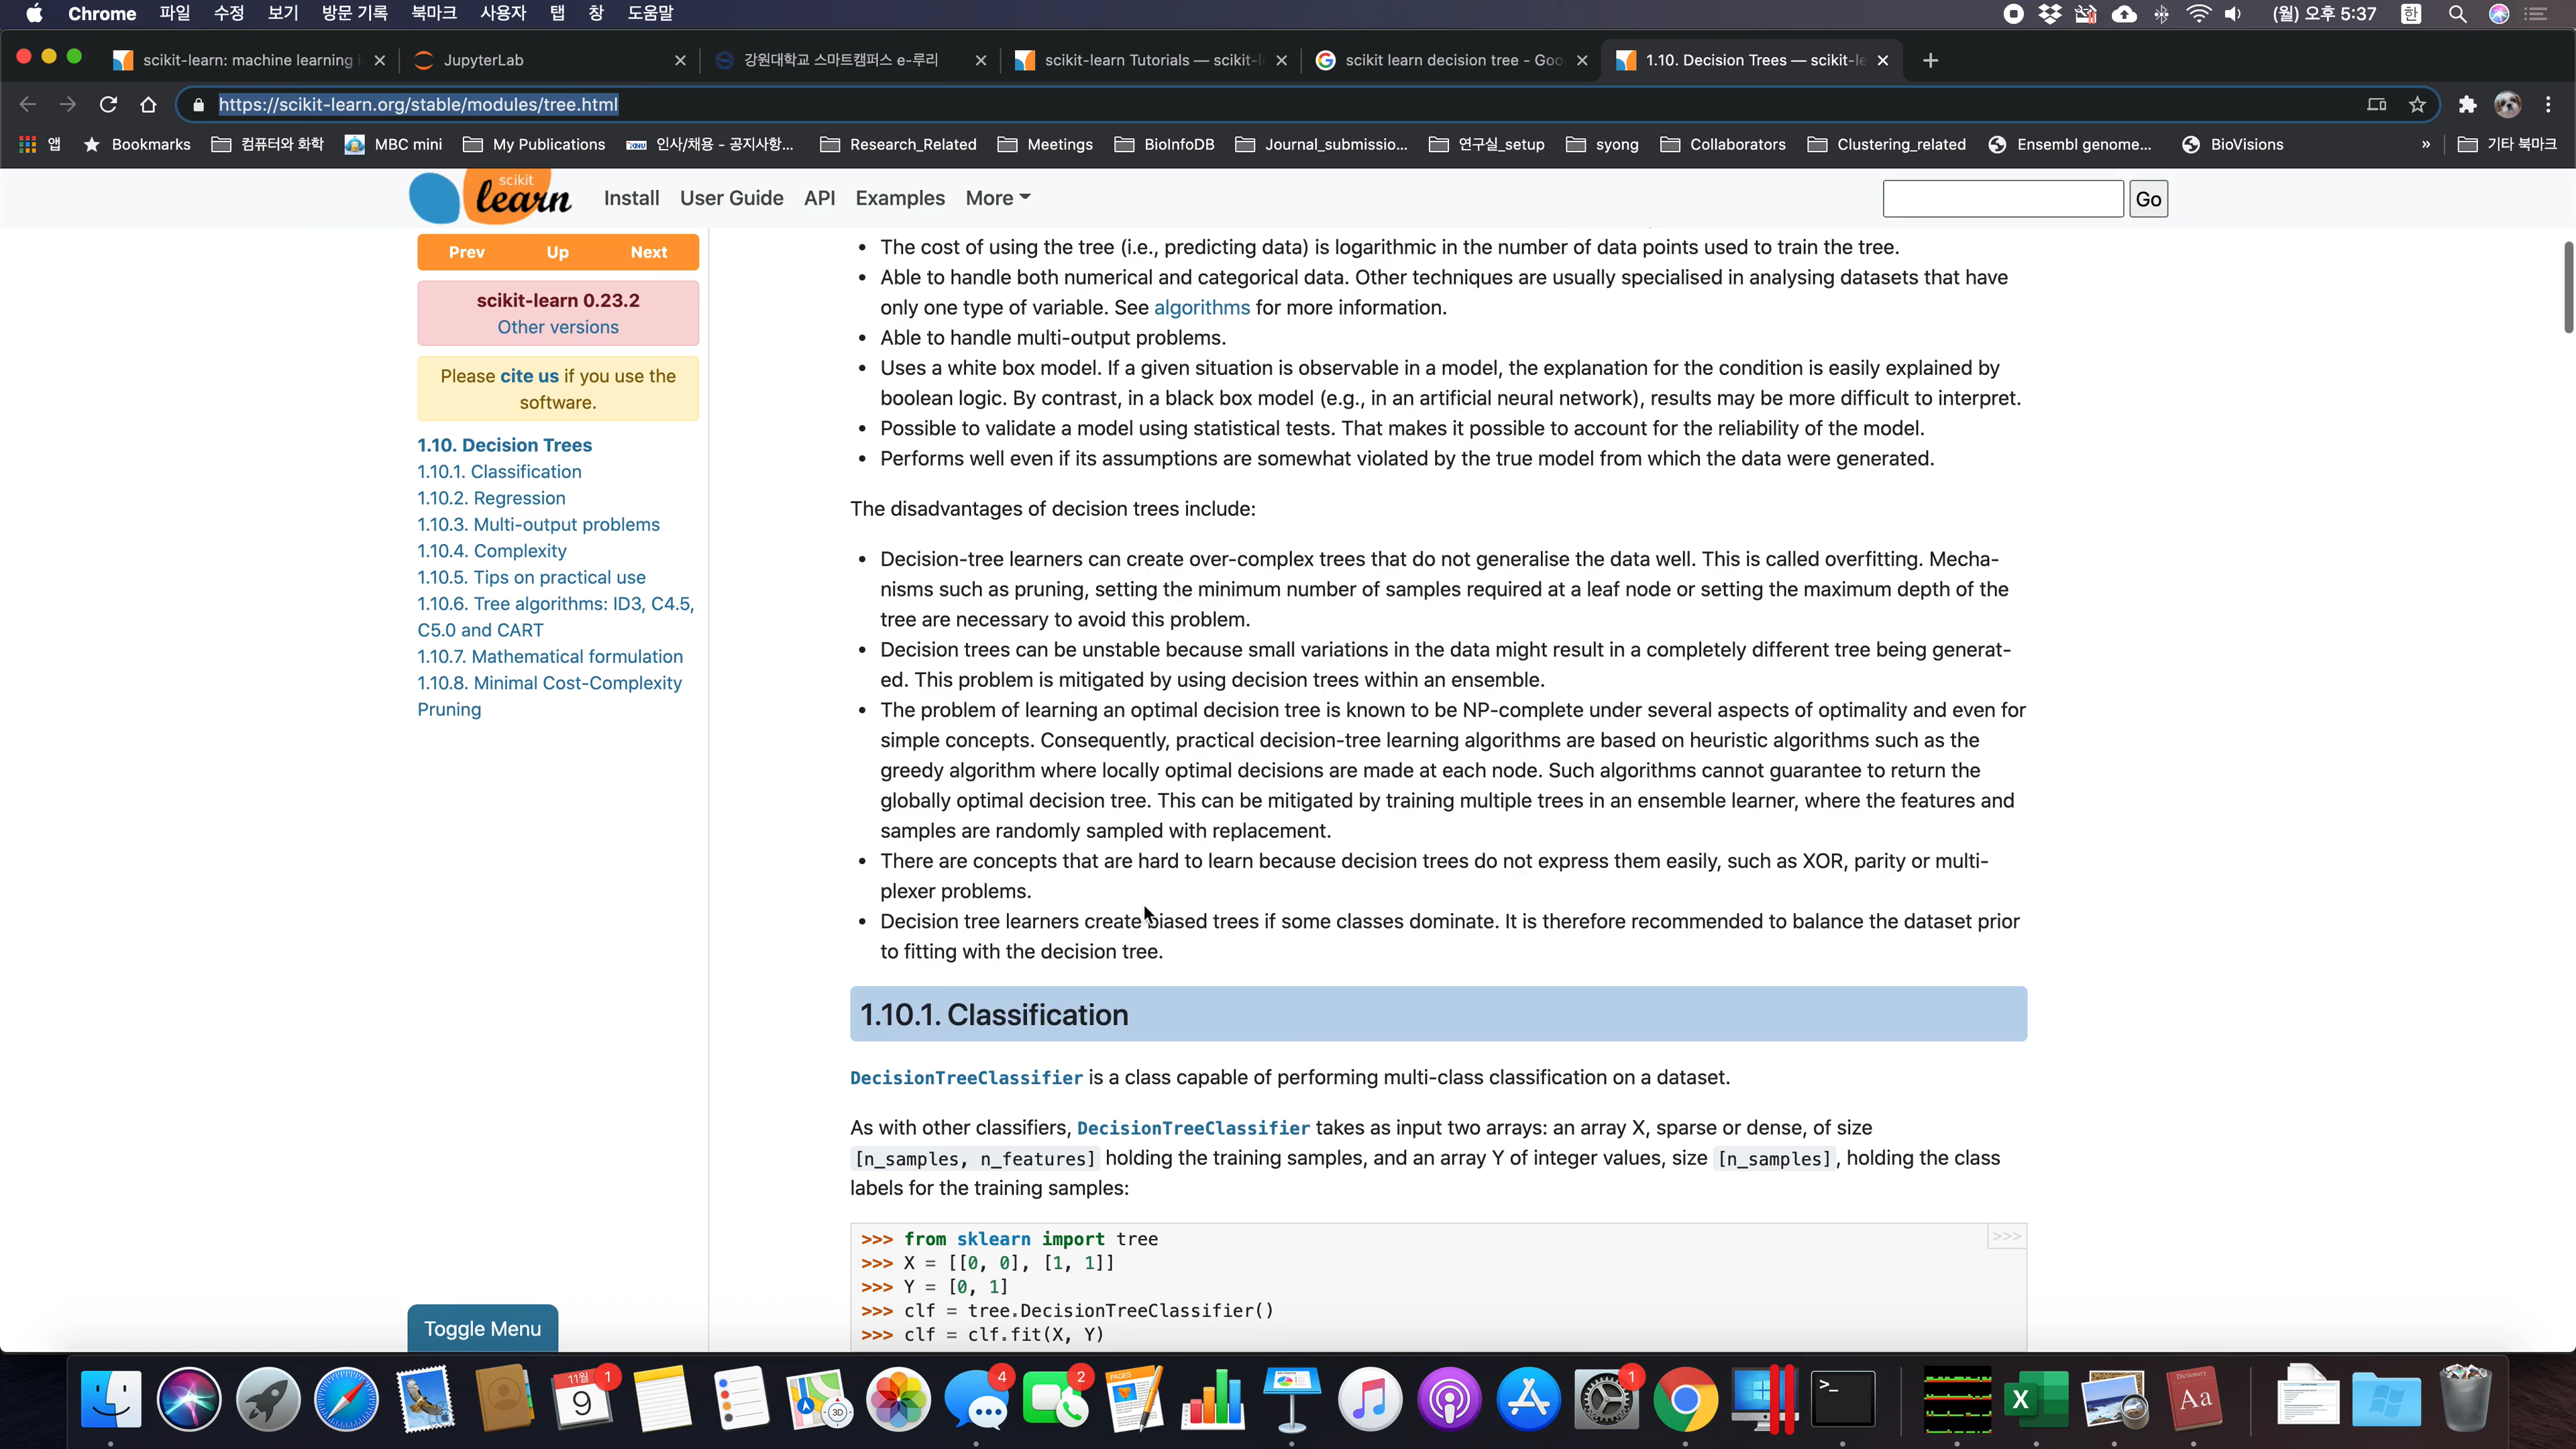 Chrome 파일 수정 보기 방문 기록 북마크 사용자 탭 창 도움말 (월) 오후 5:37 한
scikit-learn: machine learning i JupyterLab 강원대학교 스마트캠퍼스 e-루리 scikit-learn Tutorials — scikit-l scikit learn decision tree - Goo 1.10. Decision Trees — scikit-le
https://scikit-learn.org/stable/modules/tree.html
앱 Bookmarks 컴퓨터와 화학 MBC mini My Publications KNU 인사/채용 - 공지사항... Research_Related Meetings BioInfoDB Journal_submissio... 연구실_setup syong Collaborators Clustering_related Ensembl genome... BioVisions » 기타 북마크
scikit
learn
Install User Guide API Examples More Go
Prev Up Next
scikit-learn 0.23.2
Other versions
Please cite us if you use the
software.
1.10. Decision Trees
1.10.1. Classification
1.10.2. Regression
1.10.3. Multi-output problems
1.10.4. Complexity
1.10.5. Tips on practical use
1.10.6. Tree algorithms: ID3, C4.5,
C5.0 and CART
1.10.7. Mathematical formulation
1.10.8. Minimal Cost-Complexity
Pruning
Toggle Menu
• The cost of using the tree (i.e., predicting data) is logarithmic in the number of data points used to train the tree.
• Able to handle both numerical and categorical data. Other techniques are usually specialised in analysing datasets that have
only one type of variable. See algorithms for more information.
• Able to handle multi-output problems.
• Uses a white box model. If a given situation is observable in a model, the explanation for the condition is easily explained by
boolean logic. By contrast, in a black box model (e.g., in an artificial neural network), results may be more difficult to interpret.
• Possible to validate a model using statistical tests. That makes it possible to account for the reliability of the model.
• Performs well even if its assumptions are somewhat violated by the true model from which the data were generated.
The disadvantages of decision trees include:
• Decision-tree learners can create over-complex trees that do not generalise the data well. This is called overfitting. Mecha-
nisms such as pruning, setting the minimum number of samples required at a leaf node or setting the maximum depth of the
tree are necessary to avoid this problem.
• Decision trees can be unstable because small variations in the data might result in a completely different tree being generat-
ed. This problem is mitigated by using decision trees within an ensemble.
• The problem of learning an optimal decision tree is known to be NP-complete under several aspects of optimality and even for
simple concepts. Consequently, practical decision-tree learning algorithms are based on heuristic algorithms such as the
greedy algorithm where locally optimal decisions are made at each node. Such algorithms cannot guarantee to return the
globally optimal decision tree. This can be mitigated by training multiple trees in an ensemble learner, where the features and
samples are randomly sampled with replacement.
• There are concepts that are hard to learn because decision trees do not express them easily, such as XOR, parity or multi-
plexer problems.
• Decision tree learners create biased trees if some classes dominate. It is therefore recommended to balance the dataset prior
to fitting with the decision tree.
1.10.1. Classification
DecisionTreeClassifier is a class capable of performing multi-class classification on a dataset.
As with other classifiers, DecisionTreeClassifier takes as input two arrays: an array X, sparse or dense, of size
[n_samples, n_features] holding the training samples, and an array Y of integer values, size [n_samples], holding the class
labels for the training samples:
>>>
>>> from sklearn import tree
>>> X = [[0, 0], [1, 1]]
>>> Y = [0, 1]
>>> clf = tree.DecisionTreeClassifier()
>>> clf = clf.fit(X, Y)
11월 9 1 3D 4 2 PAGES 1 >_ X Dictionary Aa